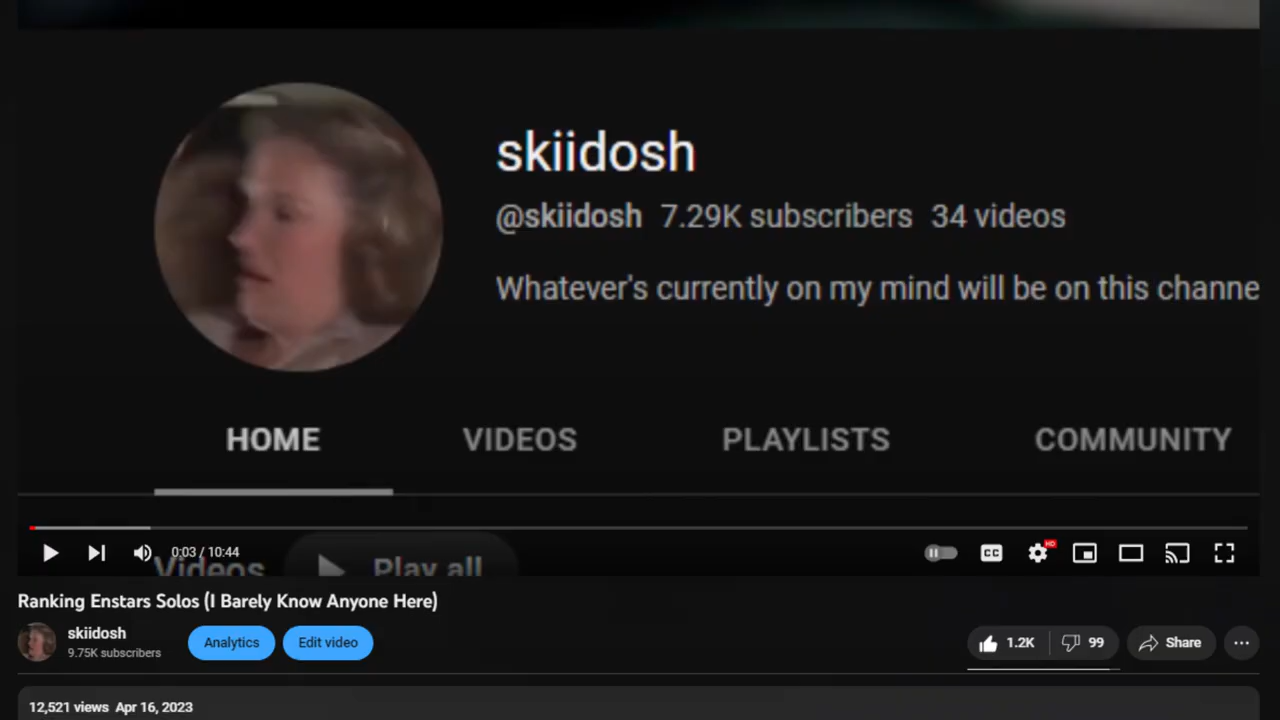 skiidosh
@skiidosh 7.29K subscribers 34 videos
Whatever's currently on my mind will be on this channe
HOME VIDEOS PLAYLISTS COMMUNITY
Videos Play all
0:03 / 10:44 CC HD
Ranking Enstars Solos (I Barely Know Anyone Here)
skiidosh
9.75K subscribers
Analytics Edit video 1.2K 99 Share
12,521 views Apr 16, 2023